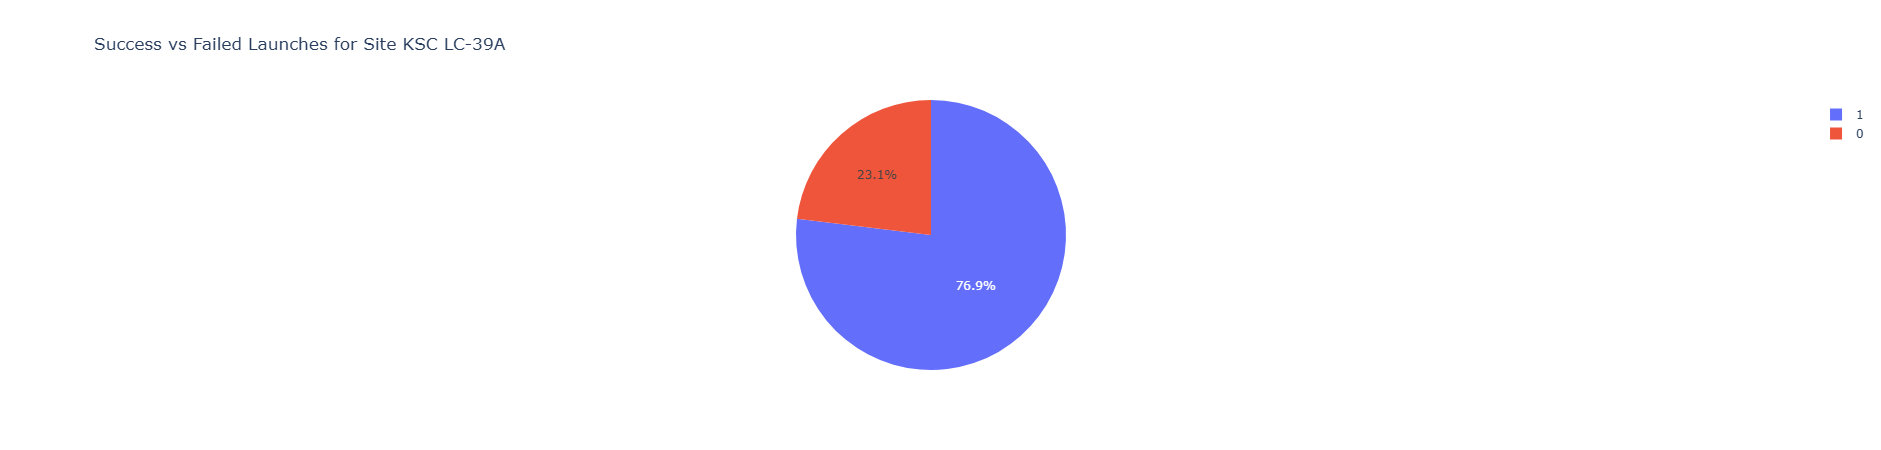 Success vs Failed Launches for Site KSC LC-39A
1
0
23.1%
76.9%